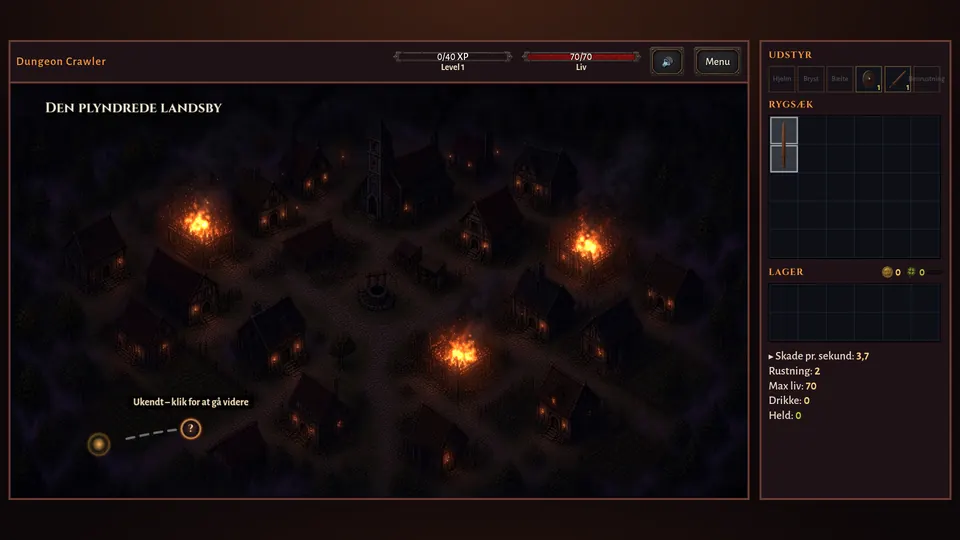 Dungeon Crawler
0/40 XP
Level 1
70/70
Liv
Menu
DEN PLYNDREDE LANDSBY
Ukendt – klik for at gå videre
?
UDSTYR
Hjelm
Bryst
Bælte
1
1
RYGSÆK
LAGER
0
0
▸ Skade pr. sekund: 3,7
Rustning: 2
Max liv: 70
Drikke: 0
Held: 0